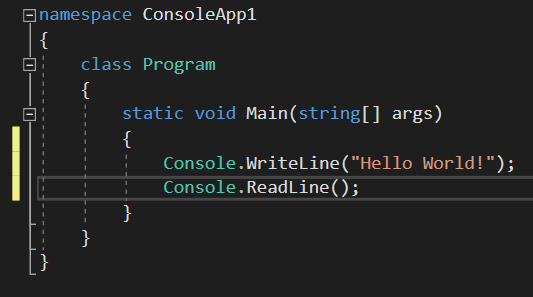 namespace ConsoleApp1
{
    class Program
    {
        static void Main(string[] args)
        {
            Console.WriteLine("Hello World!");
            Console.ReadLine();
        }
    }
}